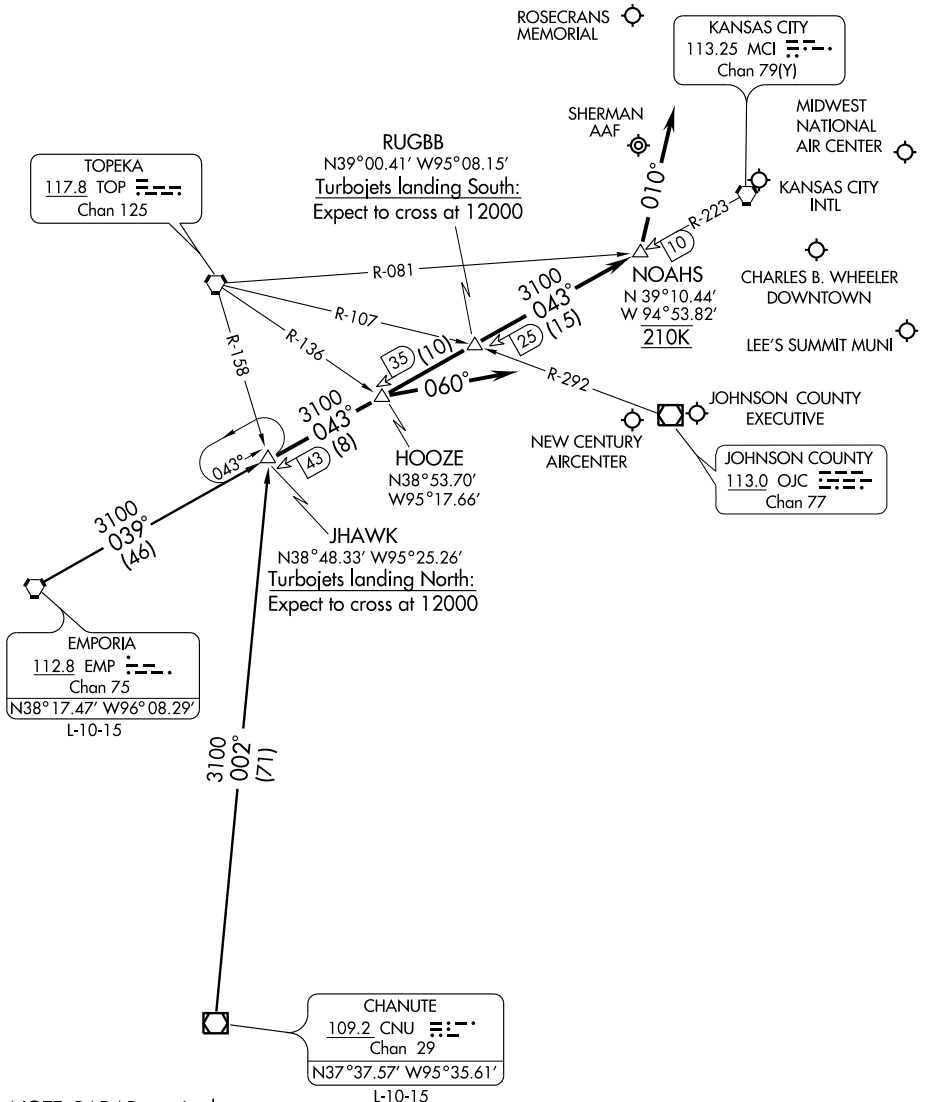 ROSECRANS
MEMORIAL
KANSAS CITY
113.25 MCI
Chan 79(Y)
SHERMAN
AAF
MIDWEST
NATIONAL
AIR CENTER
RUGBB
N39°00.41' W95°08.15'
Turbojets landing South:
Expect to cross at 12000
TOPEKA
117.8 TOP
Chan 125
010°
R-223
10
KANSAS CITY
INTL
R-081
NOAHS
N 39°10.44'
W 94°53.82'
210K
CHARLES B. WHEELER
DOWNTOWN
3100
043°
(15)
25
R-107
R-136
R-158
35
(10)
LEE'S SUMMIT MUNI
060°
R-292
JOHNSON COUNTY
EXECUTIVE
NEW CENTURY
AIRCENTER
3100
043°
(8)
43
043°
HOOZE
N38°53.70'
W95°17.66'
JOHNSON COUNTY
113.0 OJC
Chan 77
JHAWK
N38°48.33' W95°25.26'
Turbojets landing North:
Expect to cross at 12000
3100
039°
(46)
EMPORIA
112.8 EMP
Chan 75
N38°17.47' W96°08.29'
L-10-15
3100
002°
(71)
CHANUTE
109.2 CNU
Chan 29
N37°37.57' W95°35.61'
L-10-15